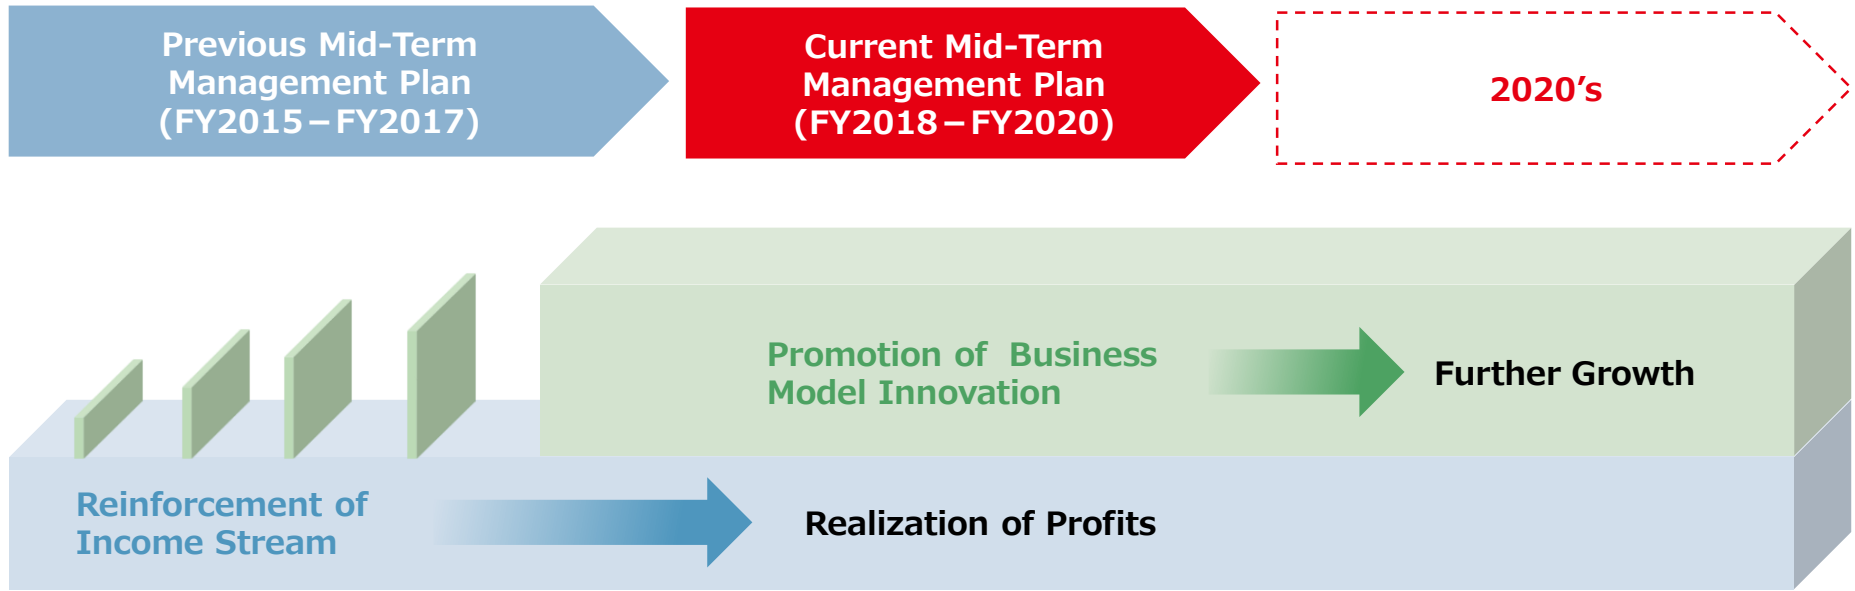 Previous Mid-Term
Management Plan
(FY2015－FY2017)
Current Mid-Term
Management Plan
(FY2018－FY2020)
2020’s
Promotion of Business
Model Innovation
Further Growth
Reinforcement of
Income Stream
Realization of Profits